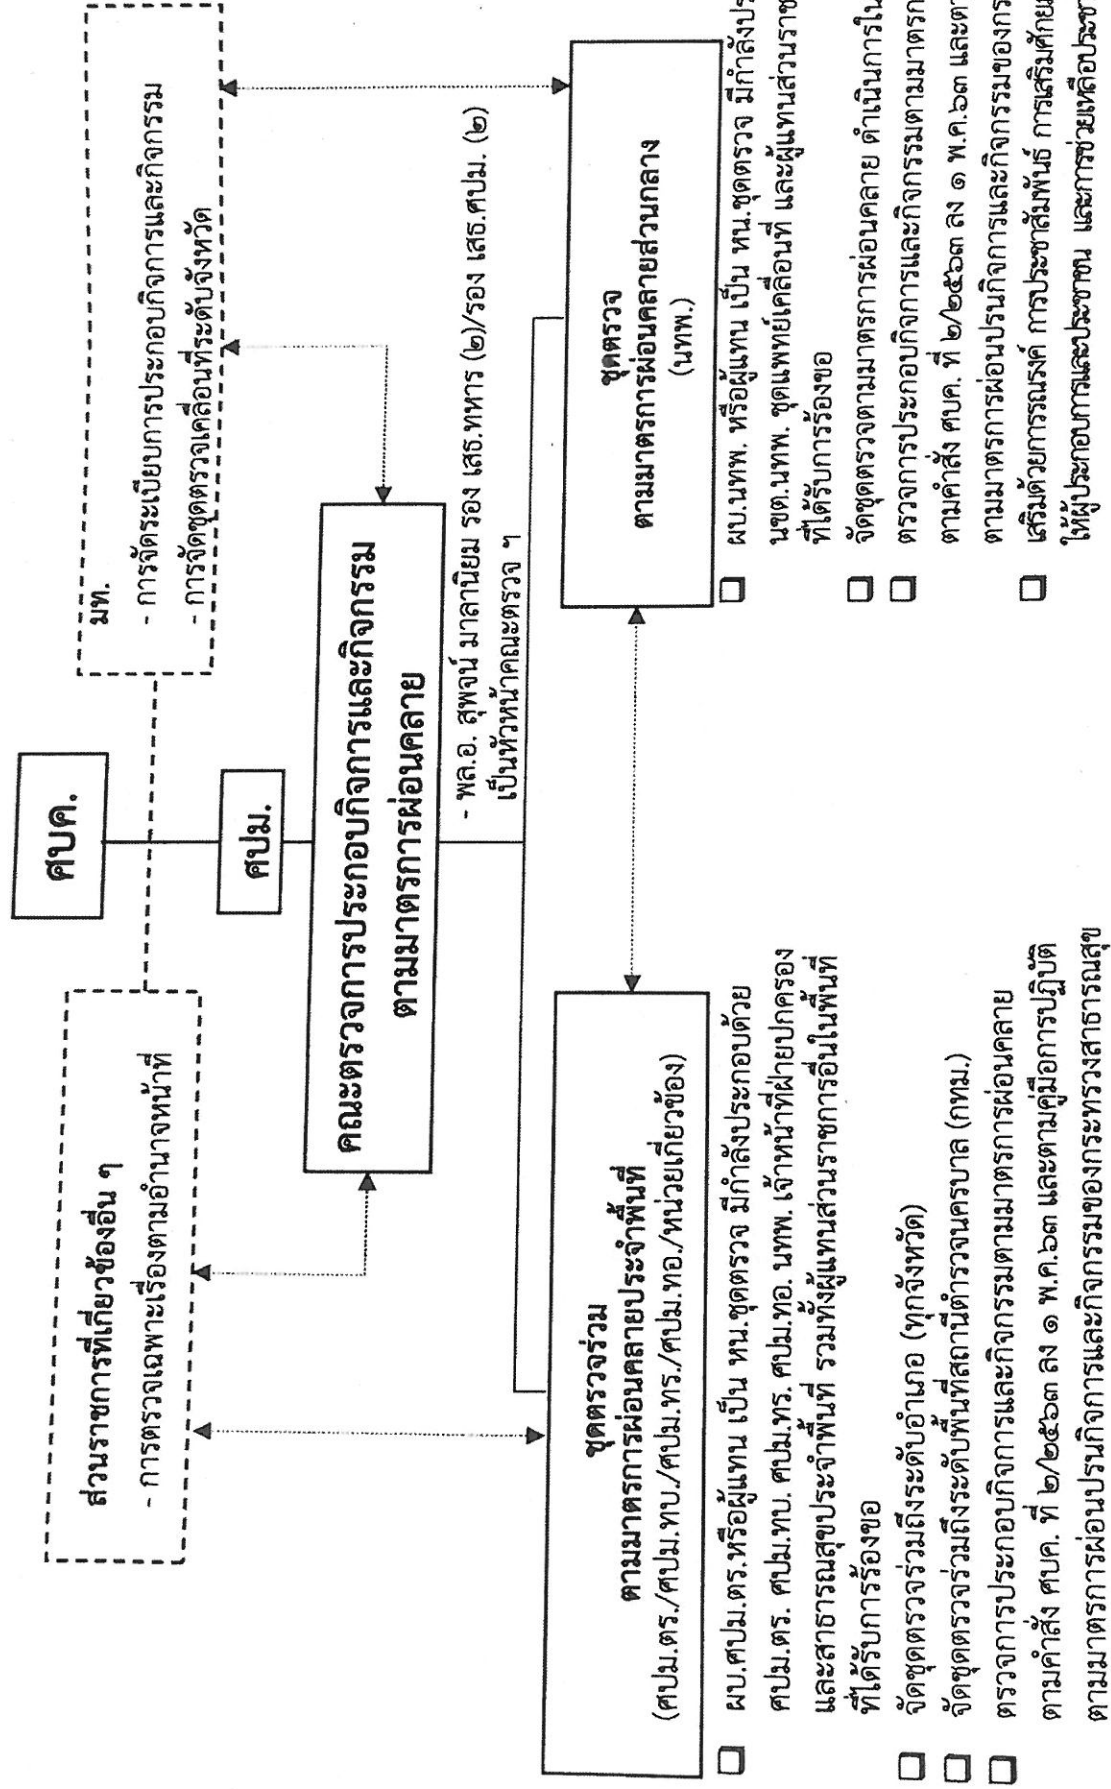 ศบค.
ส่วนราชการที่เกี่ยวข้องอื่น ๆ
- การตรวจเฉพาะเรื่องตามอำนาจหน้าที่
มท.
- การจัดระเบียบการประกอบกิจการและกิจกรรม
- การจัดชุดตรวจเคลื่อนที่ระดับจังหวัด
ศปม.
คณะตรวจการประกอบกิจการและกิจกรรม
ตามมาตรการผ่อนคลาย
- พล.อ. สุพจน์ มาลานิยม รอง เสธ.ทหาร (๒)/รอง เสธ.ศปม. (๒)
เป็นหัวหน้าคณะตรวจ ฯ
ชุดตรวจร่วม
ตามมาตรการผ่อนคลายประจำพื้นที่
(ศปม.ตร./ศปม.ทบ./ศปม.ทร./ศปม.ทอ./หน่วยเกี่ยวข้อง)
❑ ผบ.ศปม.ตร.หรือผู้แทน เป็น หน.ชุดตรวจ มีกำลังประกอบด้วย
ศปม.ตร. ศปม.ทบ. ศปม.ทร. ศปม.ทอ. นทพ. เจ้าหน้าที่ฝ่ายปกครอง
และสาธารณสุขประจำพื้นที่ รวมทั้งผู้แทนส่วนราชการอื่นในพื้นที่
ที่ได้รับการร้องขอ
❑ จัดชุดตรวจร่วมถึงระดับอำเภอ (ทุกจังหวัด)
❑ จัดชุดตรวจร่วมถึงระดับพื้นที่สถานีตำรวจนครบาล (กทม.)
❑ ตรวจการประกอบกิจการและกิจกรรมตามมาตรการผ่อนคลาย
ตามคำสั่ง ศบค. ที่ ๒/๒๕๖๓ ลง ๑ พ.ค.๖๓ และตามคู่มือการปฏิบัติ
ตามมาตรการผ่อนปรนกิจการและกิจกรรมของกระทรวงสาธารณสุข
ชุดตรวจ
ตามมาตรการผ่อนคลายส่วนกลาง
(นทพ.)
❑ ผบ.นทพ. หรือผู้แทน เป็น หน.ชุดตรวจ มีกำลังประ
นขต.นทพ. ชุดแพทย์เคลื่อนที่ และผู้แทนส่วนราช
ที่ได้รับการร้องขอ
❑ จัดชุดตรวจตามมาตรการผ่อนคลาย ดำเนินการใน
❑ ตรวจการประกอบกิจการและกิจกรรมตามมาตรก
ตามคำสั่ง ศบค. ที่ ๒/๒๕๖๓ ลง ๑ พ.ค.๖๓ และตา
ตามมาตรการผ่อนปรนกิจการและกิจกรรมของกร
❑ เสริมด้วยการรณรงค์ การประชาสัมพันธ์ การเสริมศักย
ให้ผู้ประกอบการและประชาชน และการช่วยเหลือประชา